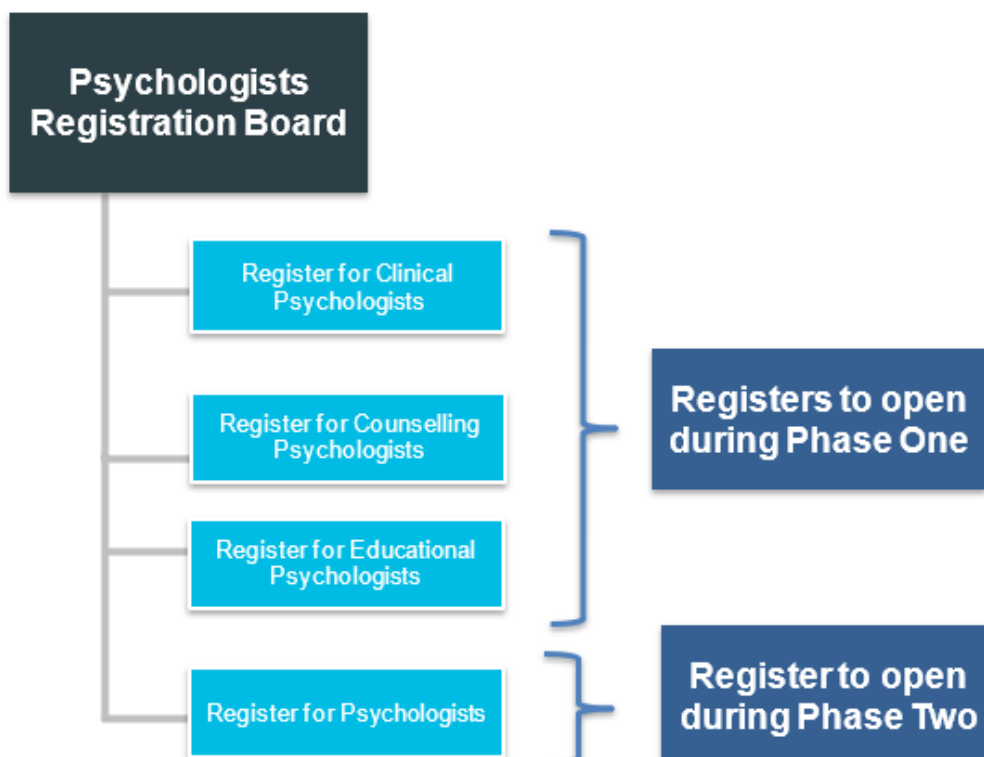 Psychologists
Registration Board
Register for Clinical
Psychologists
Register for Counselling
Psychologists
Register for Educational
Psychologists
Register for Psychologists
Registers to open
during Phase One
Register to open
during Phase Two